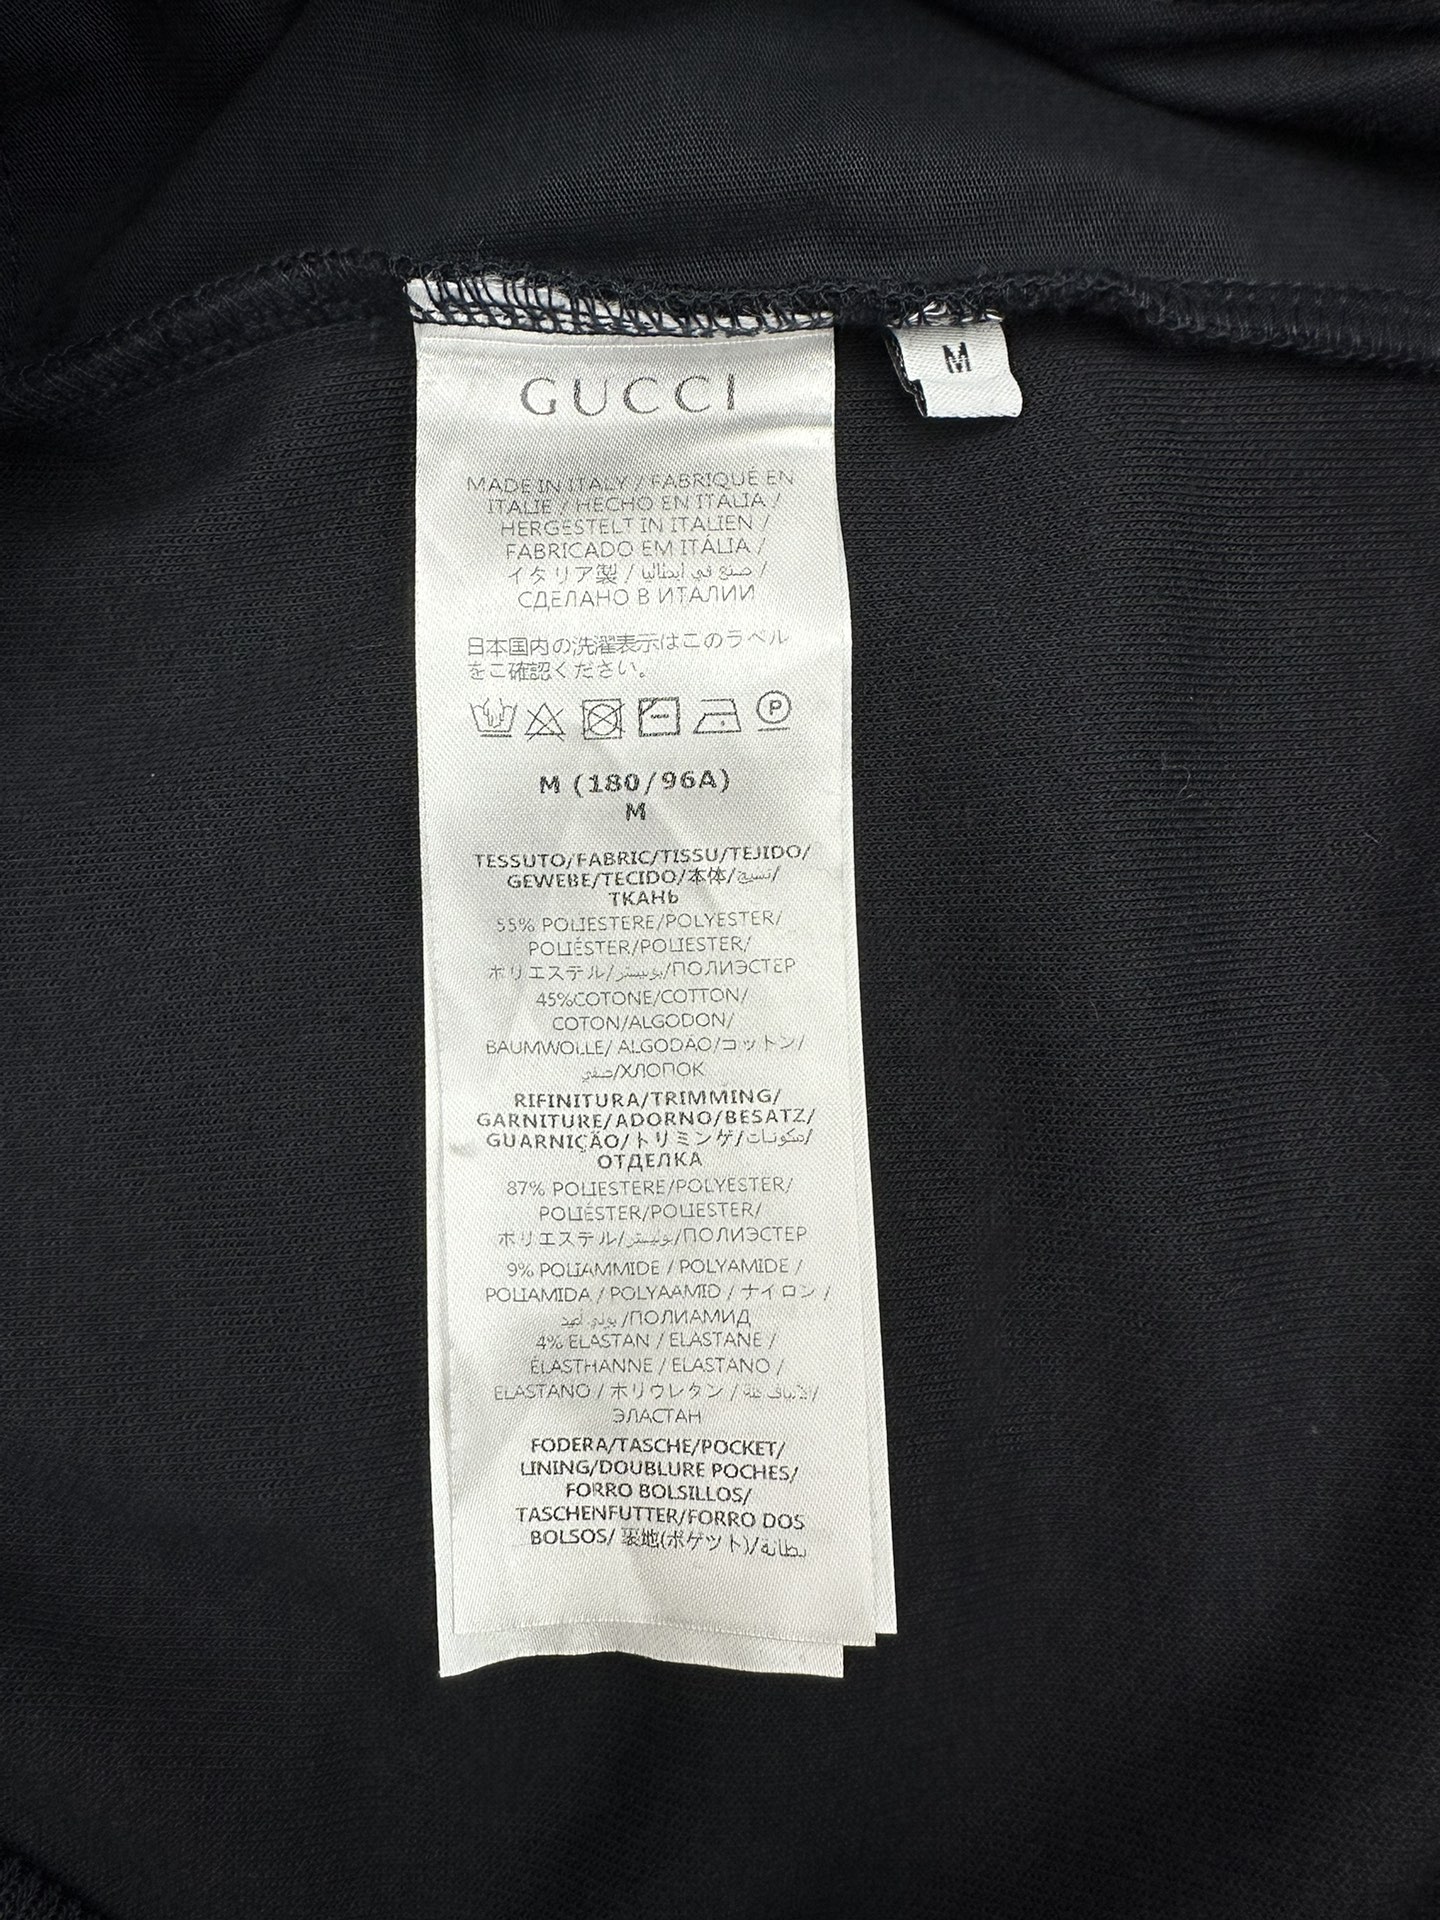 GUCCI
M
MADE IN ITALY / FABRIQUÉ EN
ITALIE / HECHO EN ITALIA /
HERGESTELT IN ITALIEN /
FABRICADO EM ITÁLIA /
イタリア製 / صنع في ايطاليا /
СДЕЛАНО В ИТАЛИИ
日本国内の洗濯表示はこのラベル
をご確認ください。
P
M (180/96A)
M
TESSUTO/FABRIC/TISSU/TEJIDO/
GEWEBE/TECIDO/本体/نسيج/
ТКАНЬ
55% POLIESTERE/POLYESTER/
POLIÉSTER/POLIESTER/
ポリエステル/بوليستر/ПОЛИЭСТЕР
45%COTONE/COTTON/
COTON/ALGODON/
BAUMWOLLE/ ALGODÃO/コットン/
/ХЛОПОК
RIFINITURA/TRIMMING/
GARNITURE/ADORNO/BESATZ/
GUARNIÇÃO/トリミング/
ОТДЕЛКА
87% POLIESTERE/POLYESTER/
POLIÉSTER/POLIESTER/
ポリエステル/بوليستر/ПОЛИЭСТЕР
9% POLIAMMIDE / POLYAMIDE /
POLIAMIDA / POLYAAMID / ナイロン /
/ПОЛИАМИД
4% ELASTAN / ELASTANE /
ÉLASTHANNE / ELASTANO /
ELASTANO / ポリウレタン /
ЭЛАСТАН
FODERA/TASCHE/POCKET/
LINING/DOUBLURE POCHES/
FORRO BOLSILLOS/
TASCHENFUTTER/FORRO DOS
BOLSOS/ 裏地(ポケット)/بطانة